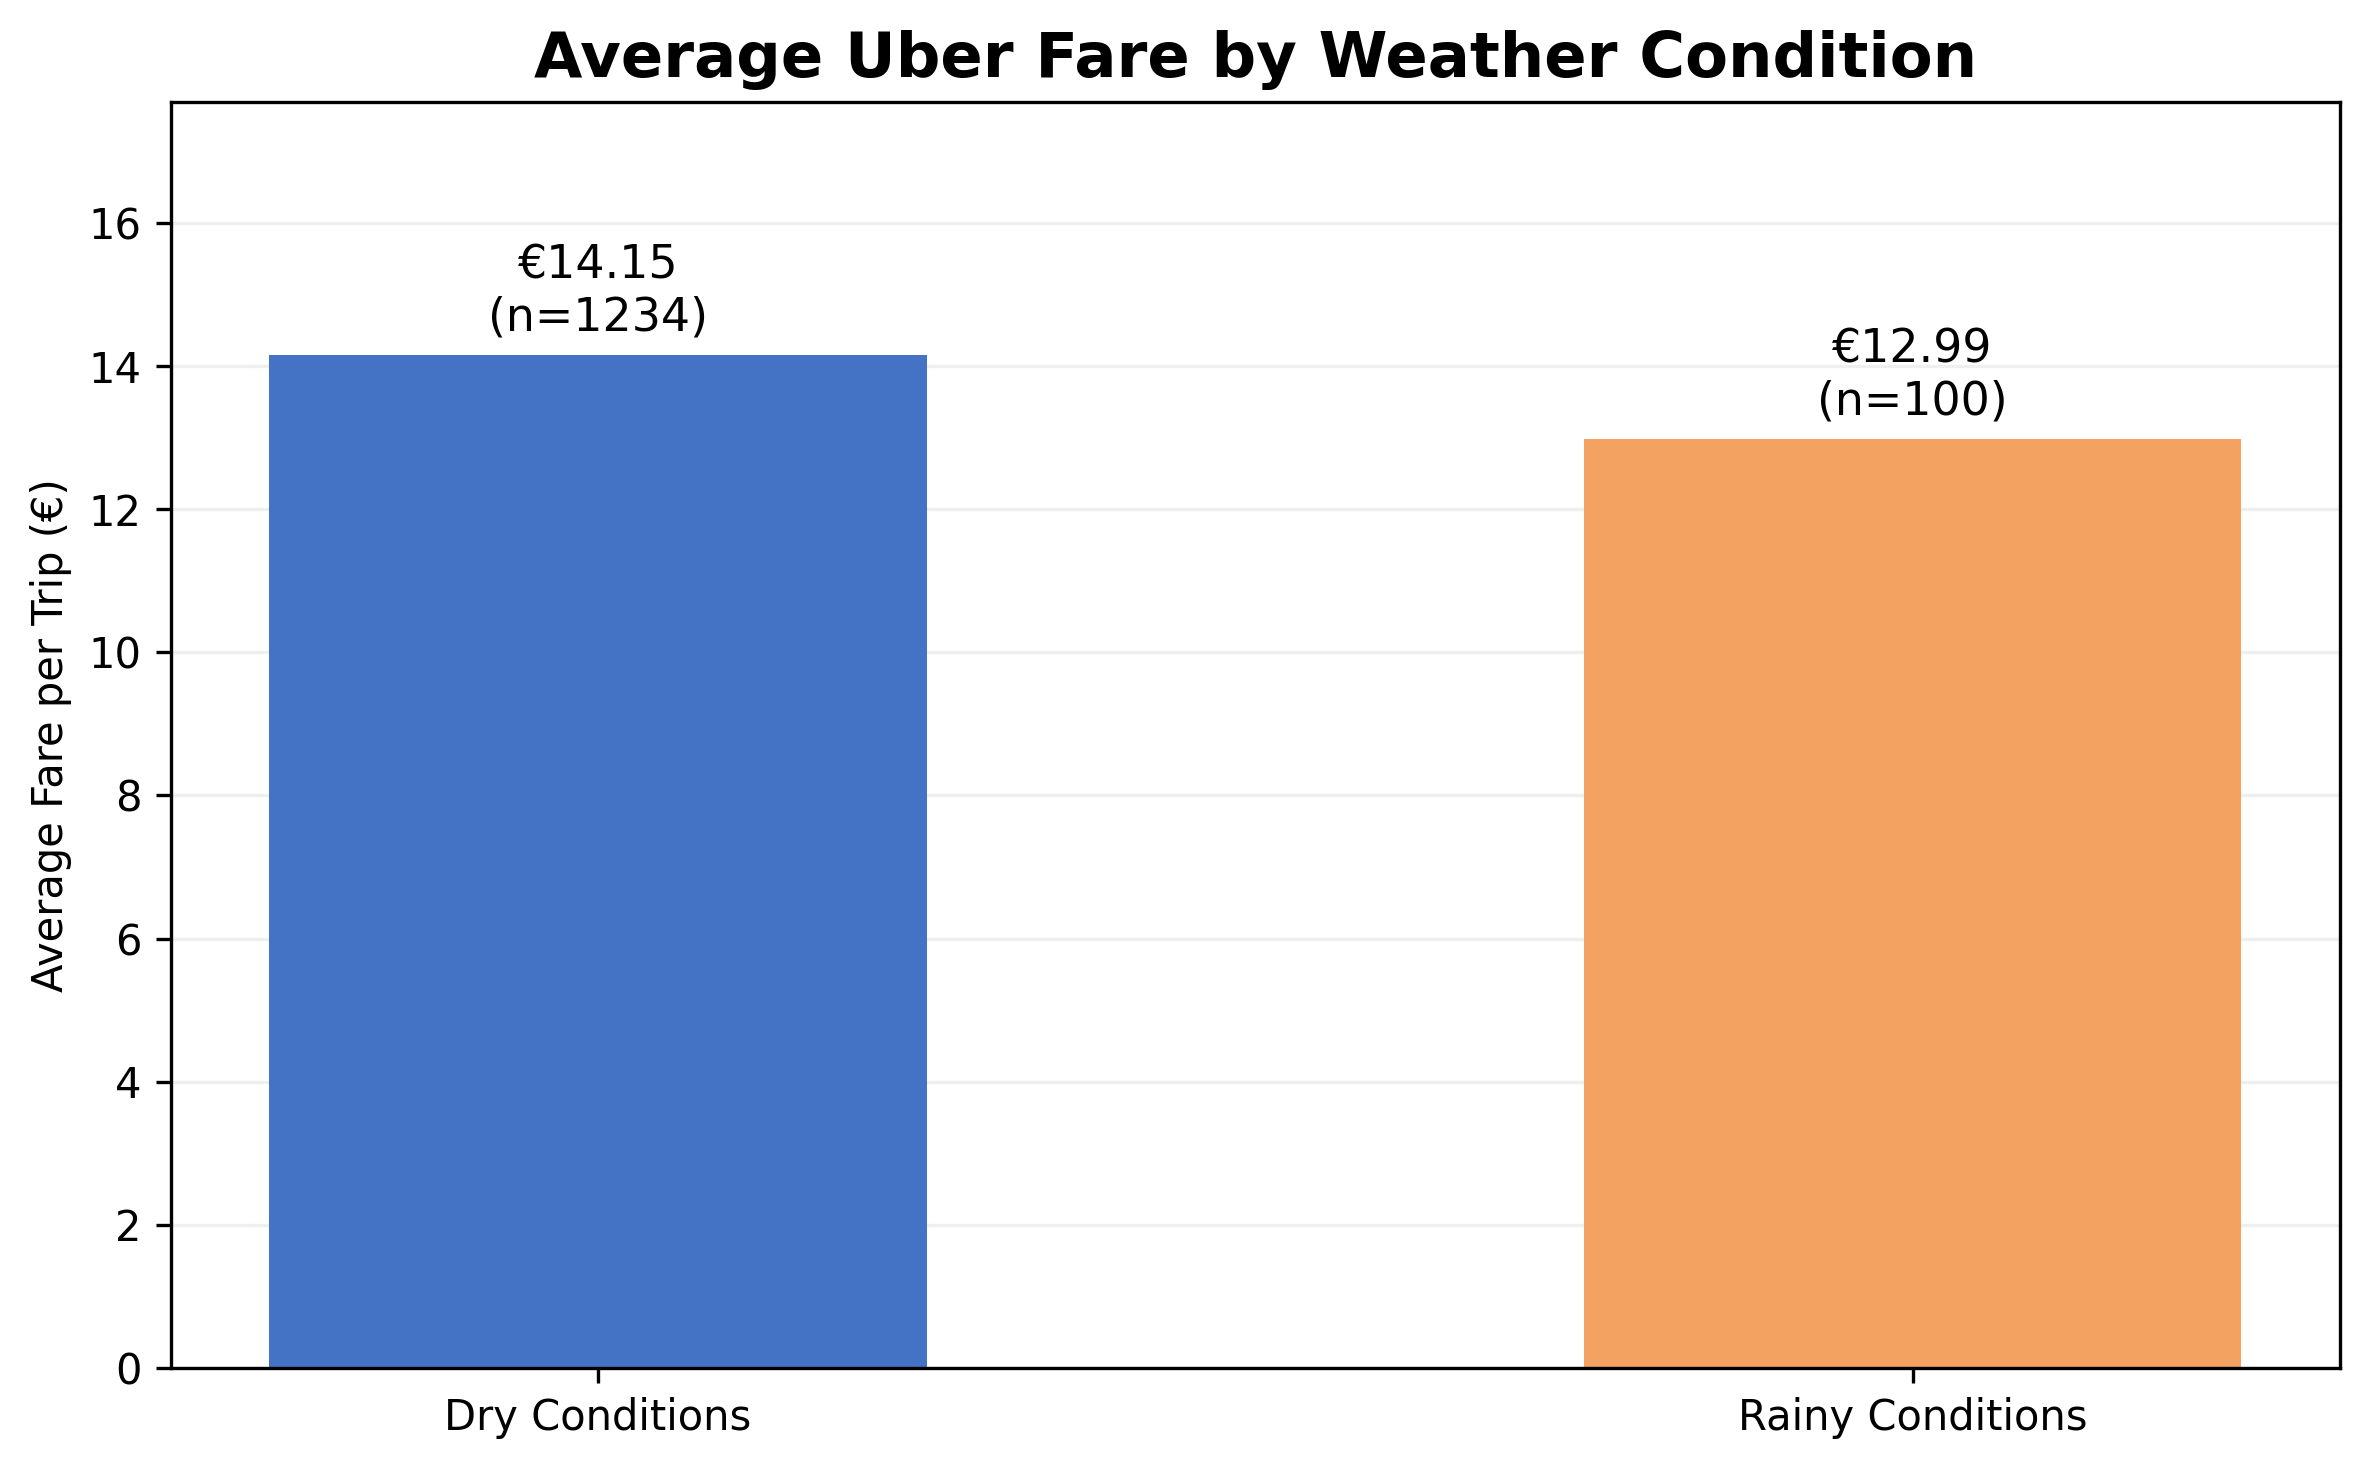 Average Uber Fare by Weather Condition
Average Fare per Trip (€)
16
14
12
10
8
6
4
2
0
€14.15
(n=1234)
€12.99
(n=100)
Dry Conditions
Rainy Conditions